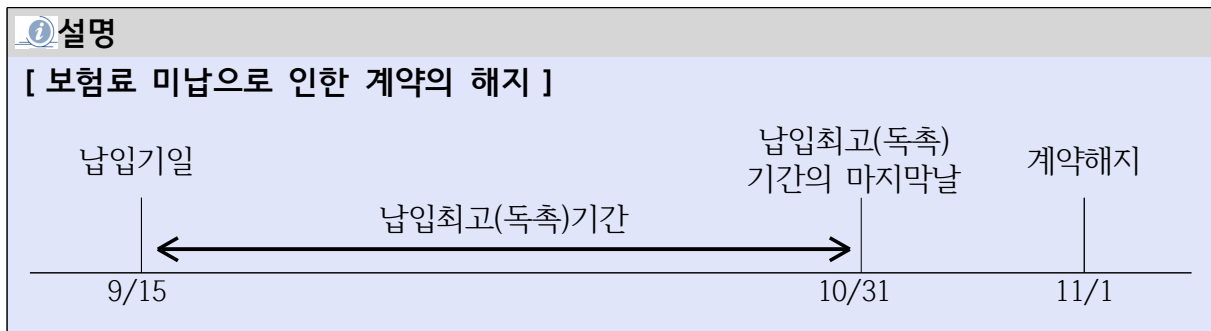 설명
[ 보험료 미납으로 인한 계약의 해지 ]
납입기일
납입최고(독촉)
기간의 마지막날
계약해지
납입최고(독촉)기간
9/15
10/31
11/1